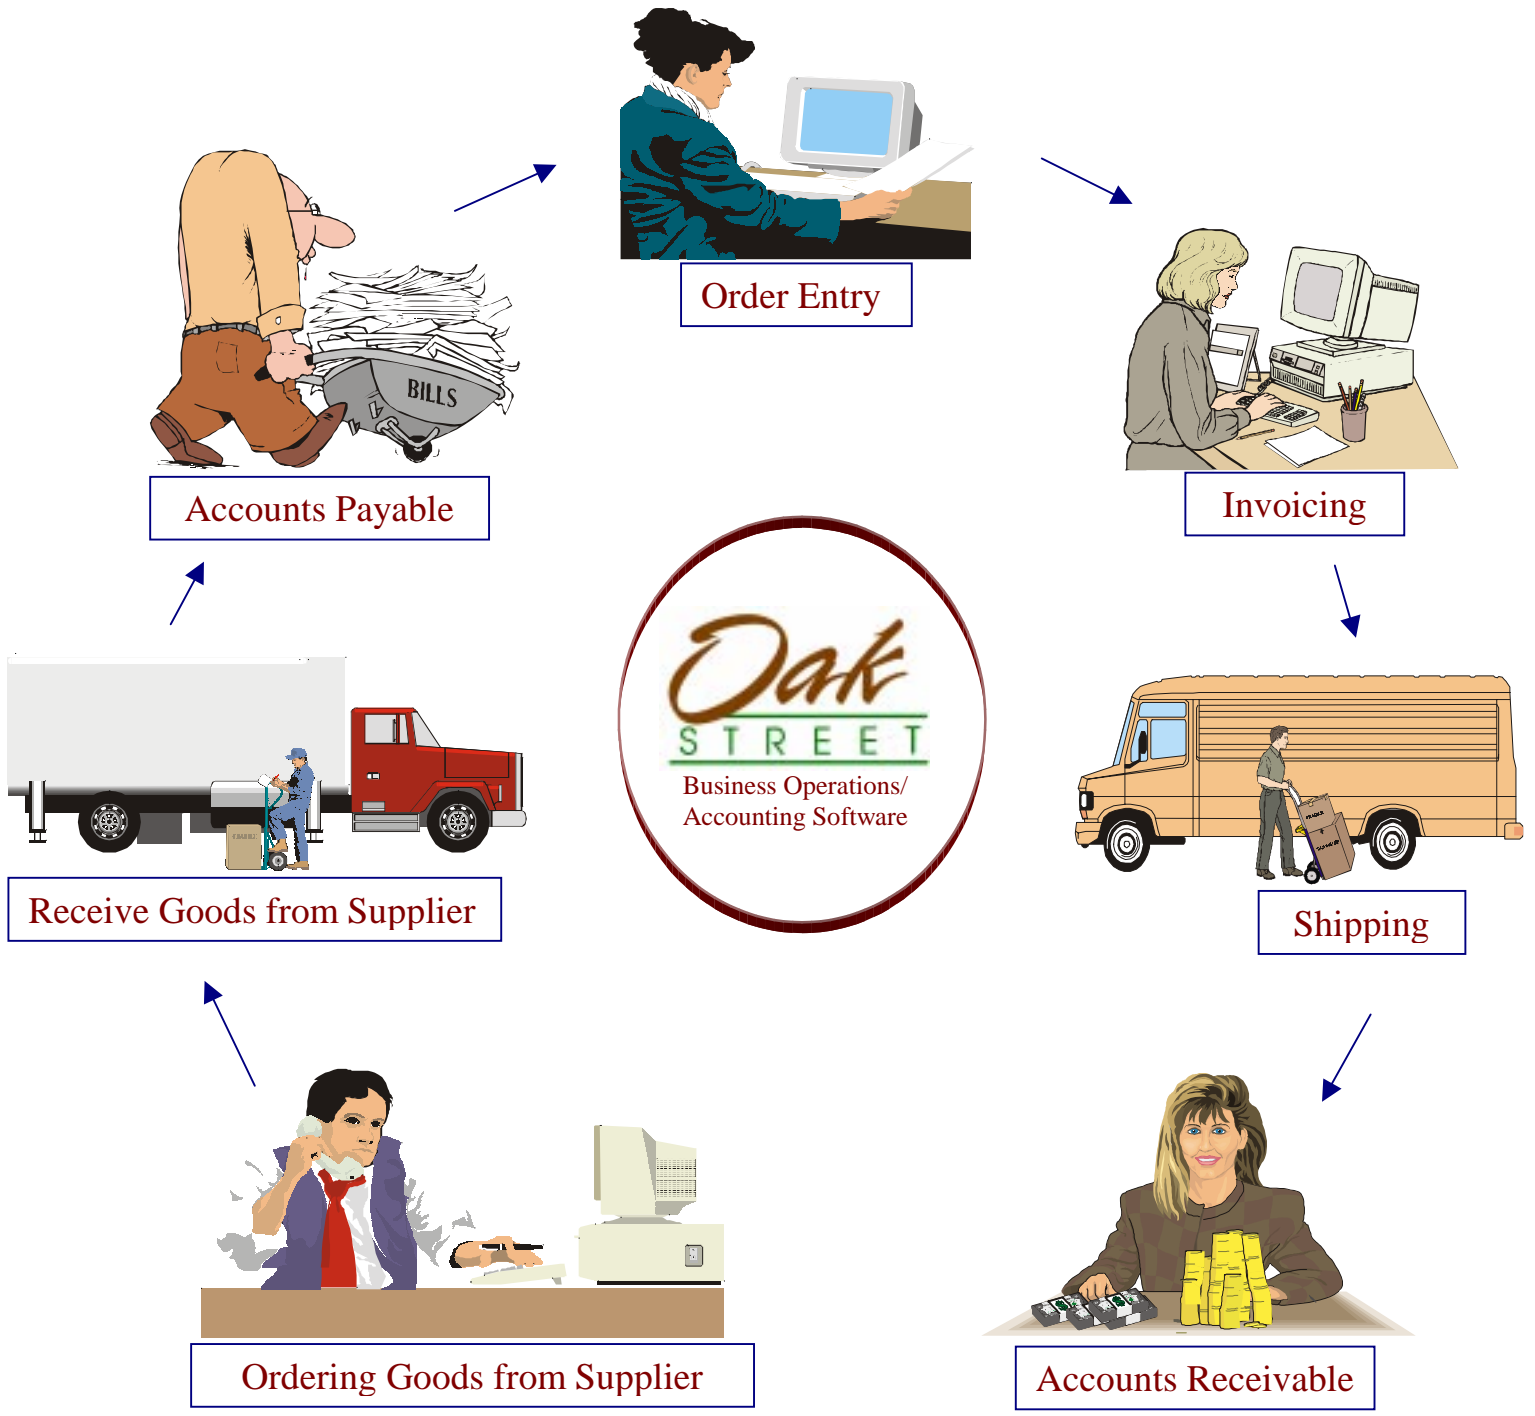 Order Entry
BILLS
Accounts Payable
Invoicing
Oak
STREET
Business Operations/
Accounting Software
Receive Goods from Supplier
Shipping
Ordering Goods from Supplier
Accounts Receivable